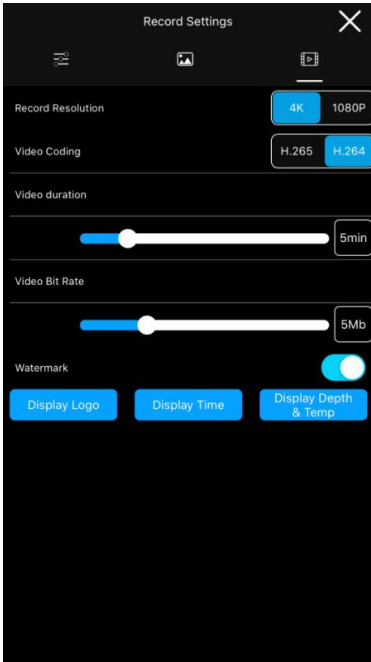 Record Settings
Record Resolution
4K
1080P
Video Coding
H.265
H.264
Video duration
5min
Video Bit Rate
5Mb
Watermark
Display Logo
Display Time
Display Depth
& Temp